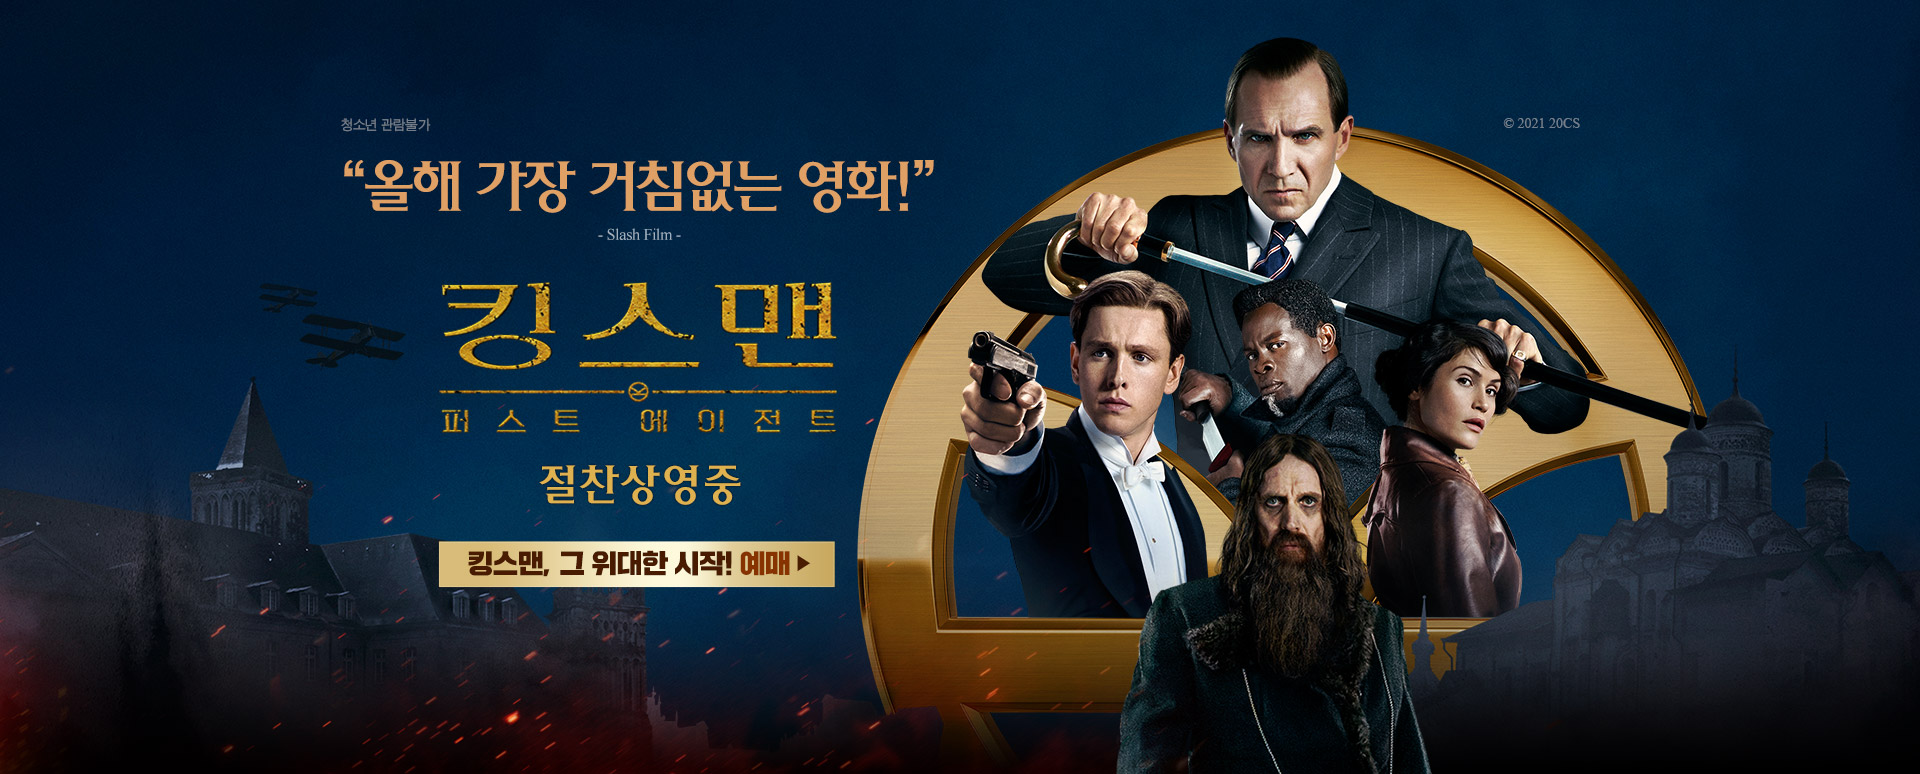 청소년 관람불가
© 2021 20CS
“올해 가장 거침없는 영화!”
- Slash Film -
킹스맨
퍼스트 에이전트
절찬상영중
킹스맨, 그 위대한 시작! 예매 ▶